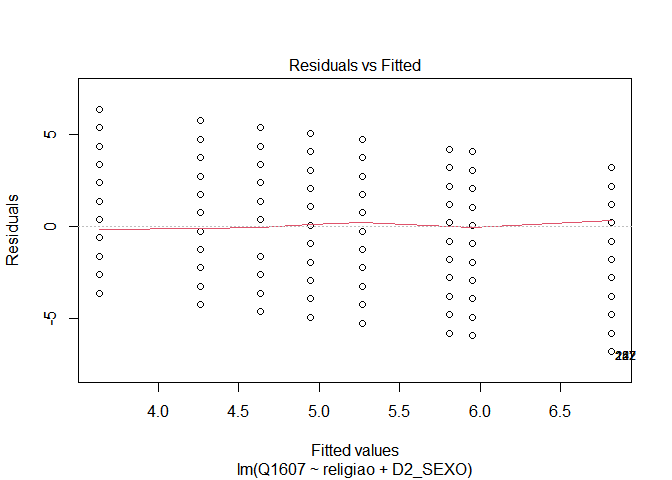 Residuals vs Fitted
Residuals
5
0
-5
4.0 4.5 5.0 5.5 6.0 6.5
Fitted values
lm(Q1607 ~ religiao + D2_SEXO)